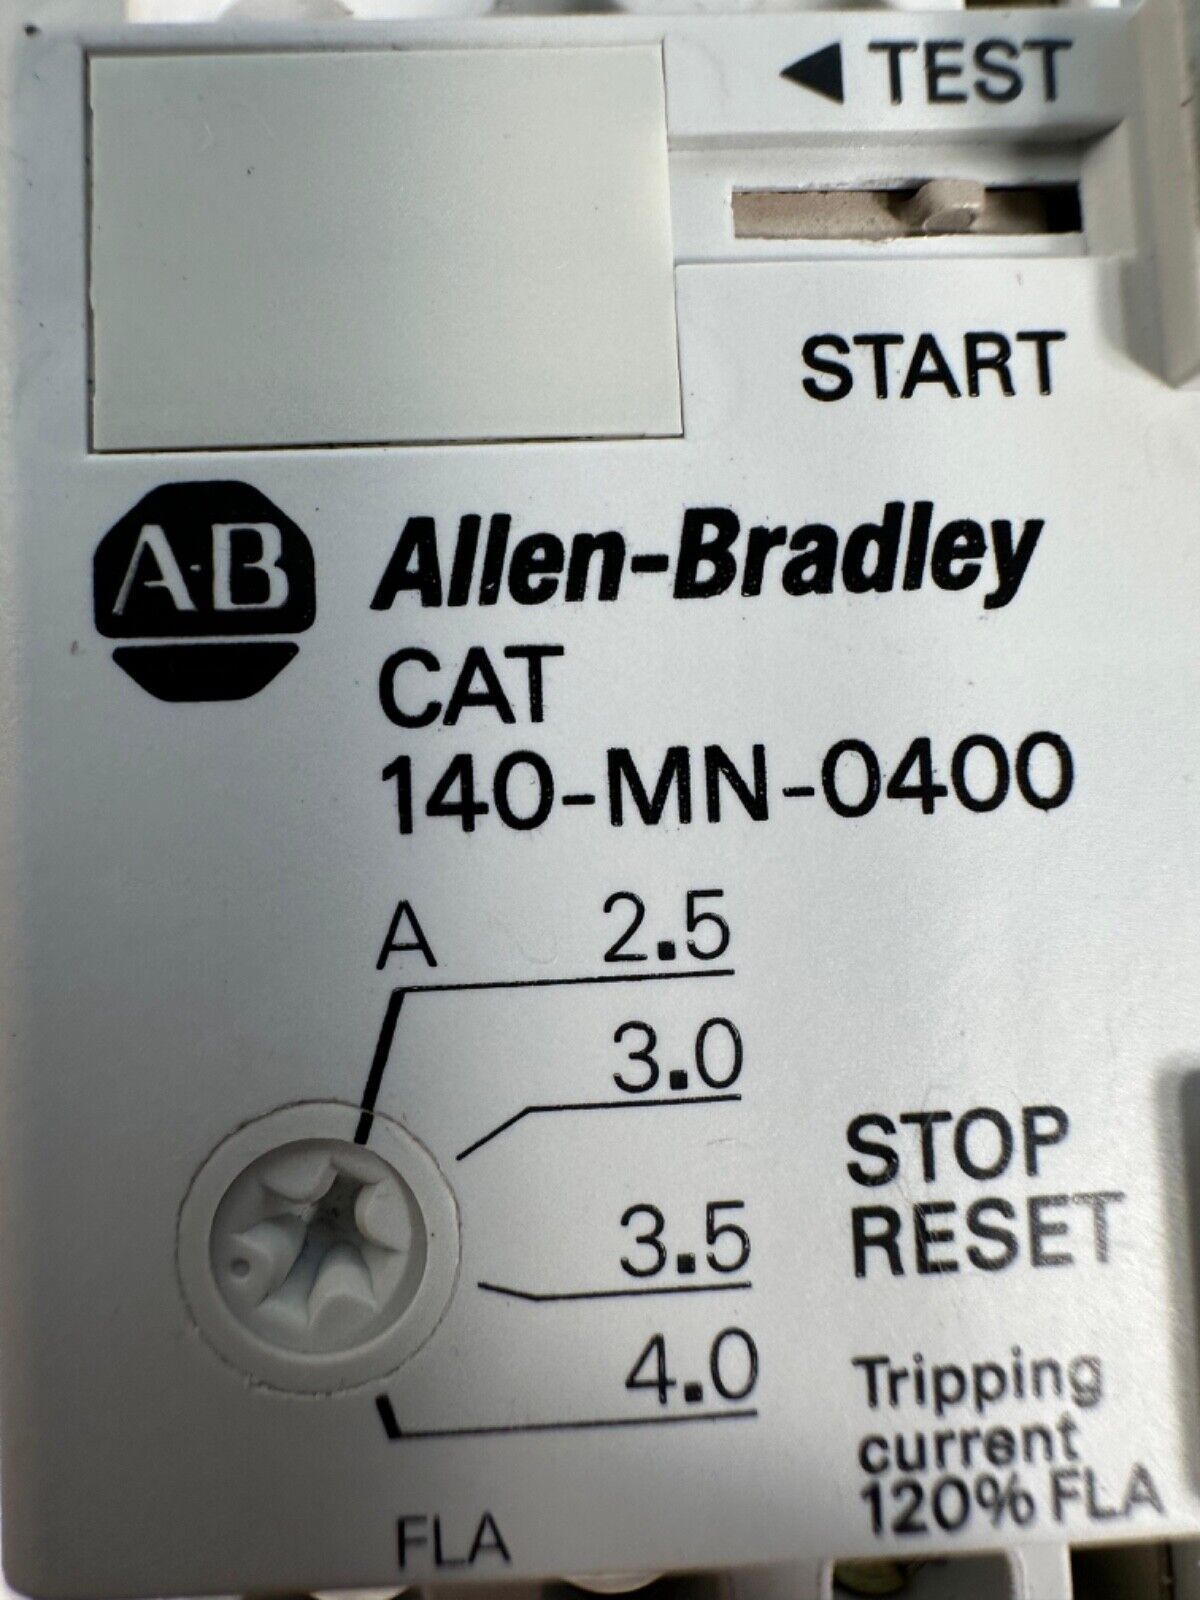 ◀ TEST
START
A-B Allen-Bradley
CAT
140-MN-0400
A 2.5
3.0
3.5
4.0
FLA
STOP
RESET
Tripping
current
120% FLA